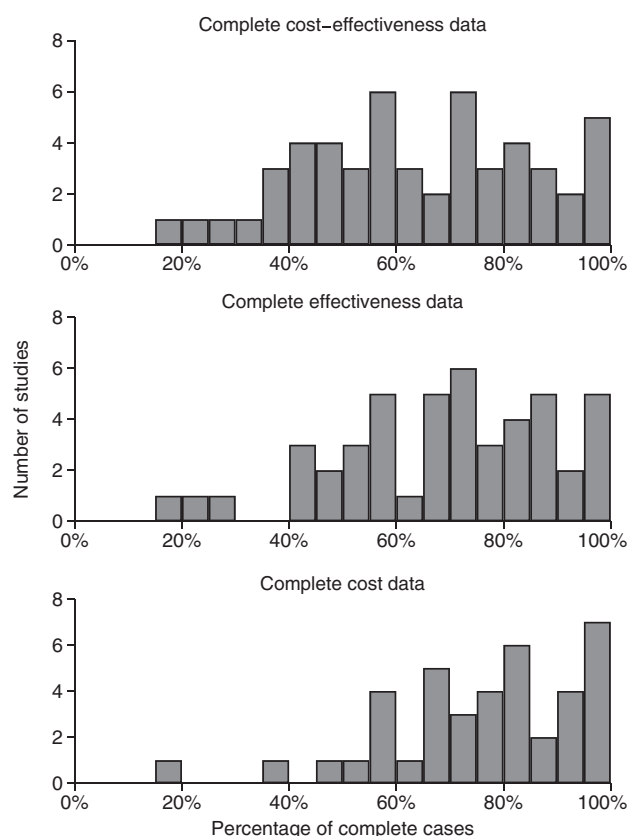 Complete cost–effectiveness data
8
6
4
2
0
0% 20% 40% 60% 80% 100%
Complete effectiveness data
8
6
4
2
0
0% 20% 40% 60% 80% 100%
Number of studies
Complete cost data
8
6
4
2
0
0% 20% 40% 60% 80% 100%
Percentage of complete cases